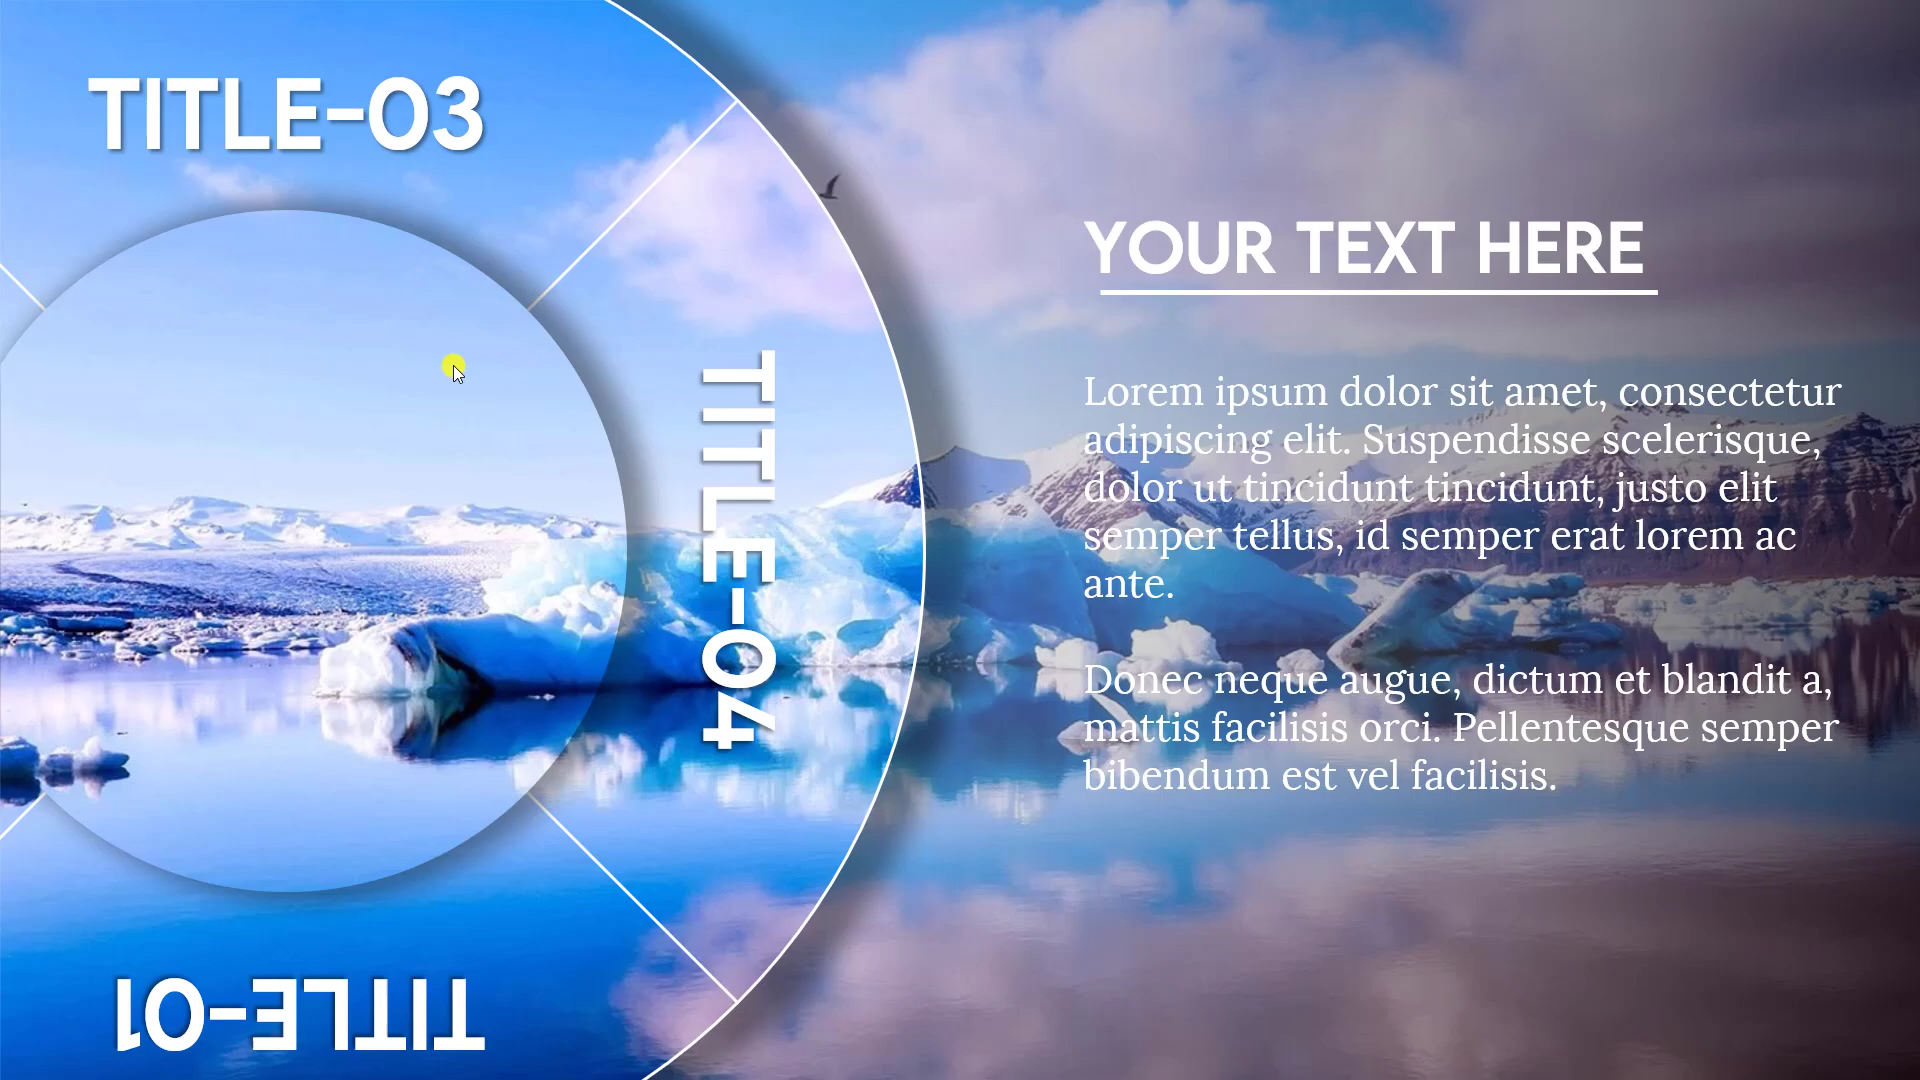 TITLE-03
TITLE-04
TITLE-01
YOUR TEXT HERE
Lorem ipsum dolor sit amet, consectetur
adipiscing elit. Suspendisse scelerisque,
dolor ut tincidunt tincidunt, justo elit
semper tellus, id semper erat lorem ac
ante.
Donec neque augue, dictum et blandit a,
mattis facilisis orci. Pellentesque semper
bibendum est vel facilisis.